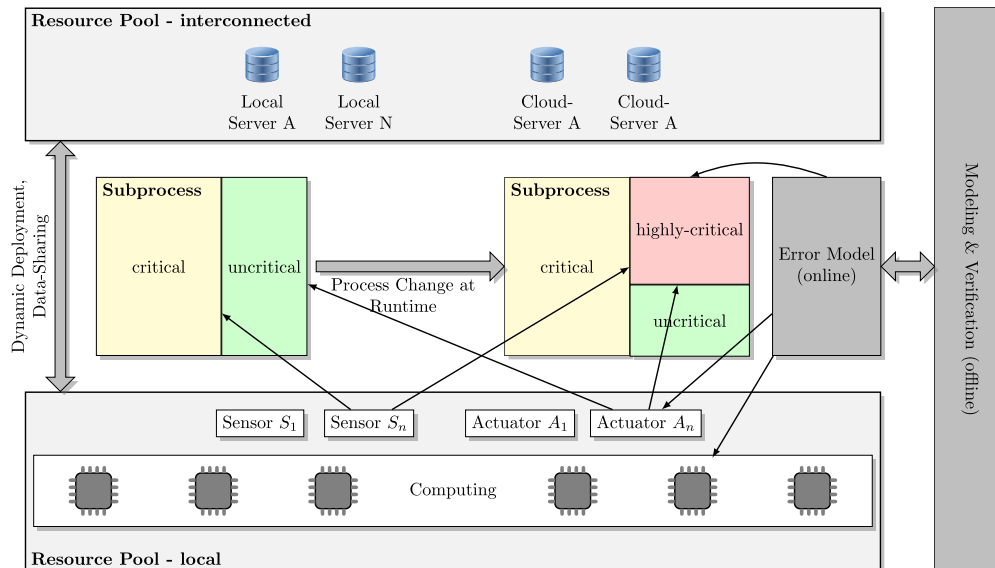 Resource Pool - interconnected
Local
Server A
Local
Server N
Cloud-
Server A
Cloud-
Server A
Dynamic Deployment,
Data-Sharing
Subprocess
critical
uncritical
Process Change at
Runtime
Subprocess
critical
highly-critical
uncritical
Error Model
(online)
Modeling & Verification (offline)
Sensor S₁
Sensor Sₙ
Actuator A₁
Actuator Aₙ
Computing
Resource Pool - local